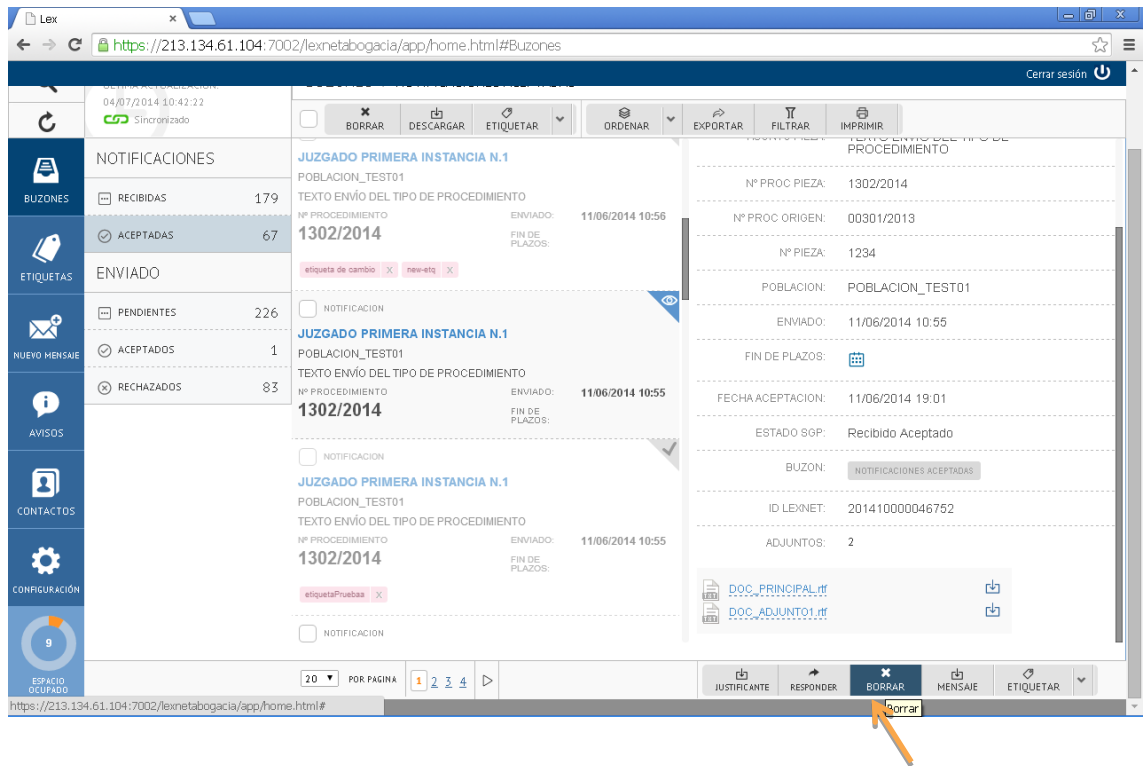 Lex
https://213.134.61.104:7002/lexnetabogacia/app/home.html#Buzones
Cerrar sesión
04/07/2014 10:42:22
Sincronizado
BORRAR DESCARGAR ETIQUETAR ORDENAR EXPORTAR FILTRAR IMPRIMIR
BUZONES
ETIQUETAS
NUEVO MENSAJE
AVISOS
CONTACTOS
CONFIGURACIÓN
9
ESPACIO
OCUPADO
NOTIFICACIONES
RECIBIDAS 179
ACEPTADAS 67
ENVIADO
PENDIENTES 226
ACEPTADOS 1
RECHAZADOS 83
JUZGADO PRIMERA INSTANCIA N.1
POBLACION_TEST01
TEXTO ENVÍO DEL TIPO DE PROCEDIMIENTO
Nº PROCEDIMIENTO ENVIADO: 11/06/2014 10:56
1302/2014 FIN DE
PLAZOS:
etiqueta de cambio X new-etq X
NOTIFICACION
JUZGADO PRIMERA INSTANCIA N.1
POBLACION_TEST01
TEXTO ENVÍO DEL TIPO DE PROCEDIMIENTO
Nº PROCEDIMIENTO ENVIADO: 11/06/2014 10:55
1302/2014 FIN DE
PLAZOS:
NOTIFICACION
JUZGADO PRIMERA INSTANCIA N.1
POBLACION_TEST01
TEXTO ENVÍO DEL TIPO DE PROCEDIMIENTO
Nº PROCEDIMIENTO ENVIADO: 11/06/2014 10:55
1302/2014 FIN DE
PLAZOS:
etiquetaPruebaa X
NOTIFICACION
20 POR PAGINA 1 2 3 4
PROCEDIMIENTO
Nº PROC PIEZA: 1302/2014
Nº PROC ORIGEN: 00301/2013
Nº PIEZA: 1234
POBLACION: POBLACION_TEST01
ENVIADO: 11/06/2014 10:55
FIN DE PLAZOS:
FECHA ACEPTACION: 11/06/2014 19:01
ESTADO SGP: Recibido Aceptado
BUZON: NOTIFICACIONES ACEPTADAS
ID LEXNET: 201410000046752
ADJUNTOS: 2
TXT DOC_PRINCIPAL.rtf
TXT DOC_ADJUNTO1.rtf
JUSTIFICANTE RESPONDER BORRAR MENSAJE ETIQUETAR
Borrar
https://213.134.61.104:7002/lexnetabogacia/app/home.html#